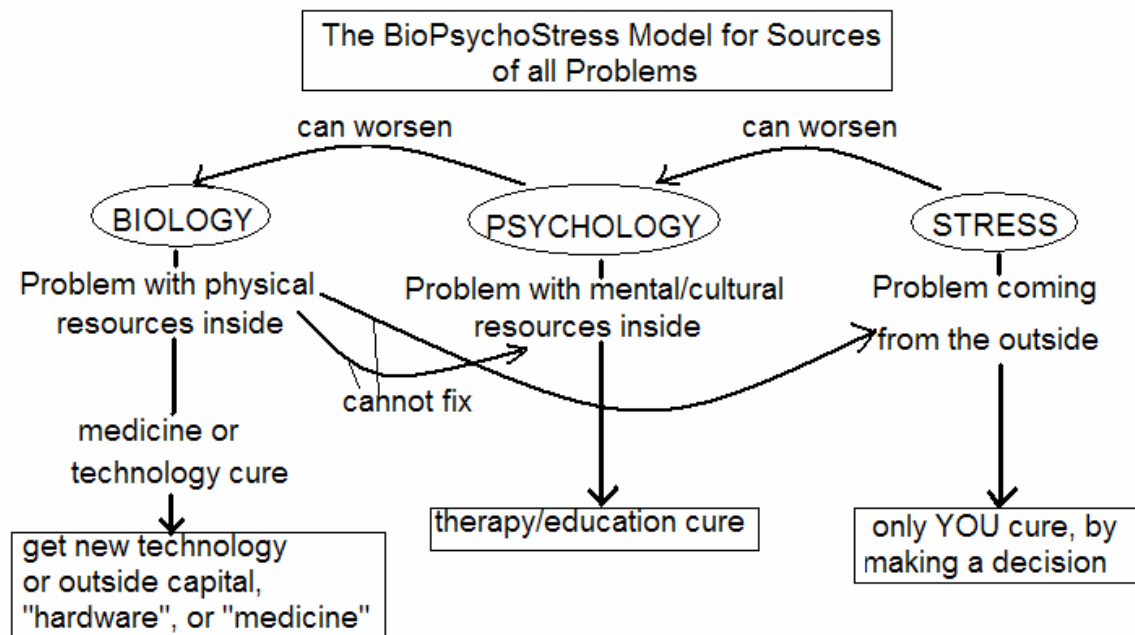 The BioPsychoStress Model for Sources
of all Problems
can worsen
can worsen
BIOLOGY
PSYCHOLOGY
STRESS
Problem with physical
resources inside
Problem with mental/cultural
resources inside
Problem coming
from the outside
cannot fix
medicine or
technology cure
get new technology
or outside capital,
"hardware", or "medicine"
therapy/education cure
only YOU cure, by
making a decision